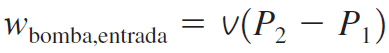 w_bomba,entrada = v(P_2 − P_1)